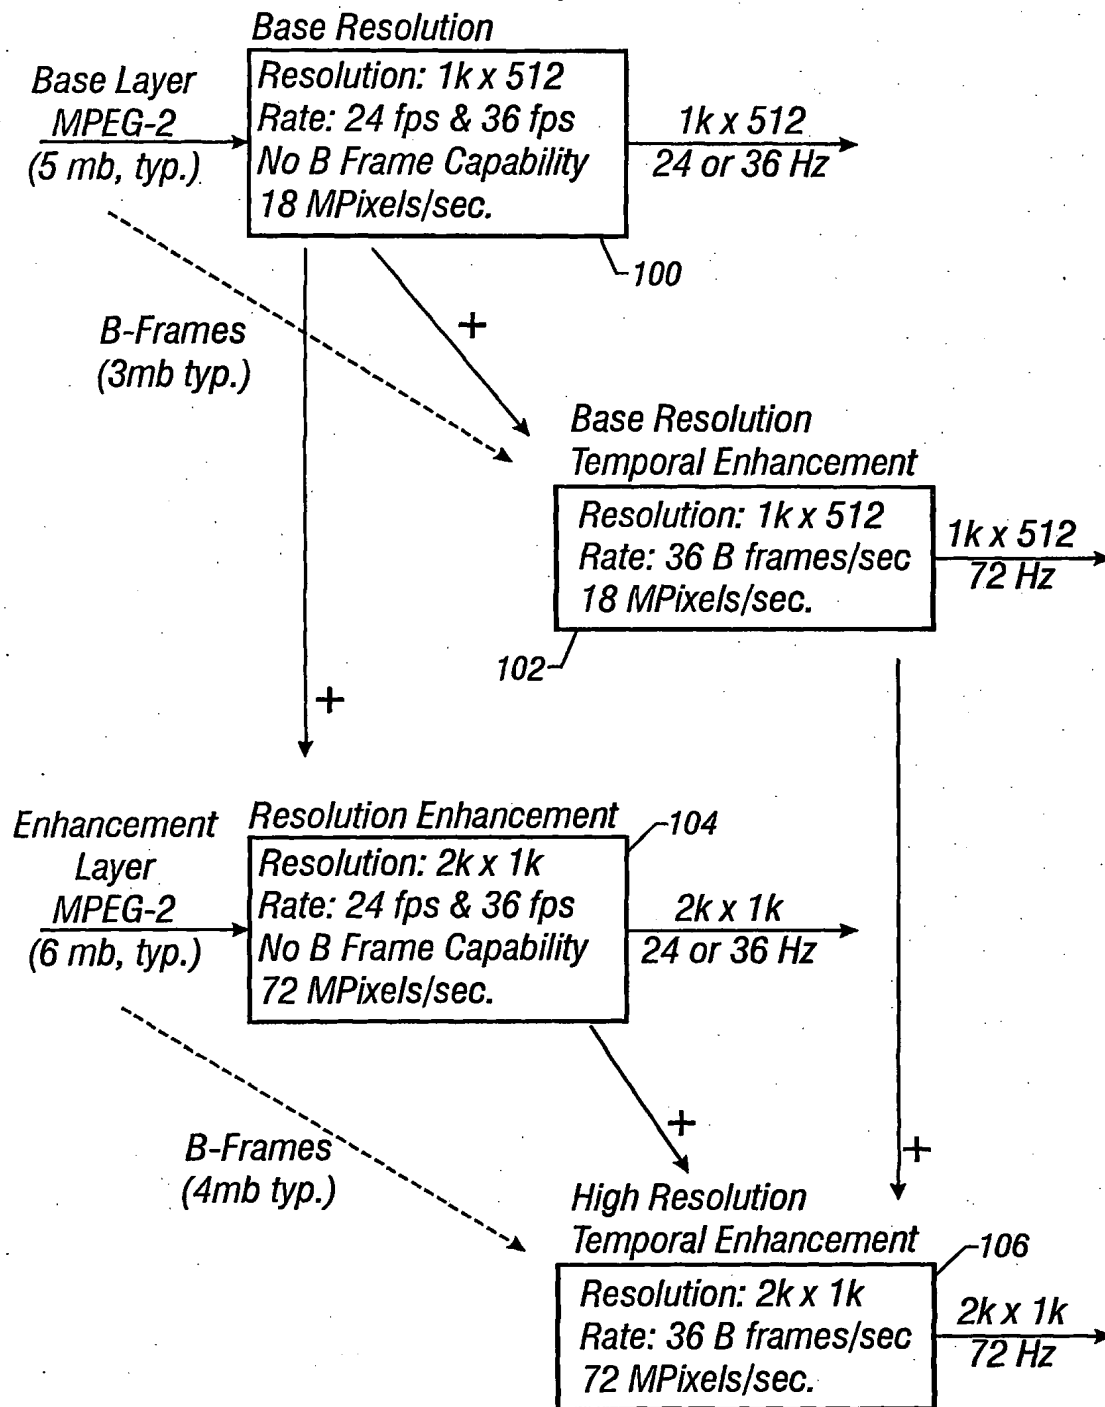 Base Resolution
Base Layer
MPEG-2
(5 mb, typ.)
Resolution: 1k x 512
Rate: 24 fps & 36 fps
No B Frame Capability
18 MPixels/sec.
1k x 512
24 or 36 Hz
100
B-Frames
(3mb typ.)
+
Base Resolution
Temporal Enhancement
Resolution: 1k x 512
Rate: 36 B frames/sec
18 MPixels/sec.
1k x 512
72 Hz
102
+
Resolution Enhancement
104
Enhancement
Layer
MPEG-2
(6 mb, typ.)
Resolution: 2k x 1k
Rate: 24 fps & 36 fps
No B Frame Capability
72 MPixels/sec.
2k x 1k
24 or 36 Hz
B-Frames
(4mb typ.)
+
+
High Resolution
Temporal Enhancement
106
Resolution: 2k x 1k
Rate: 36 B frames/sec
72 MPixels/sec.
2k x 1k
72 Hz